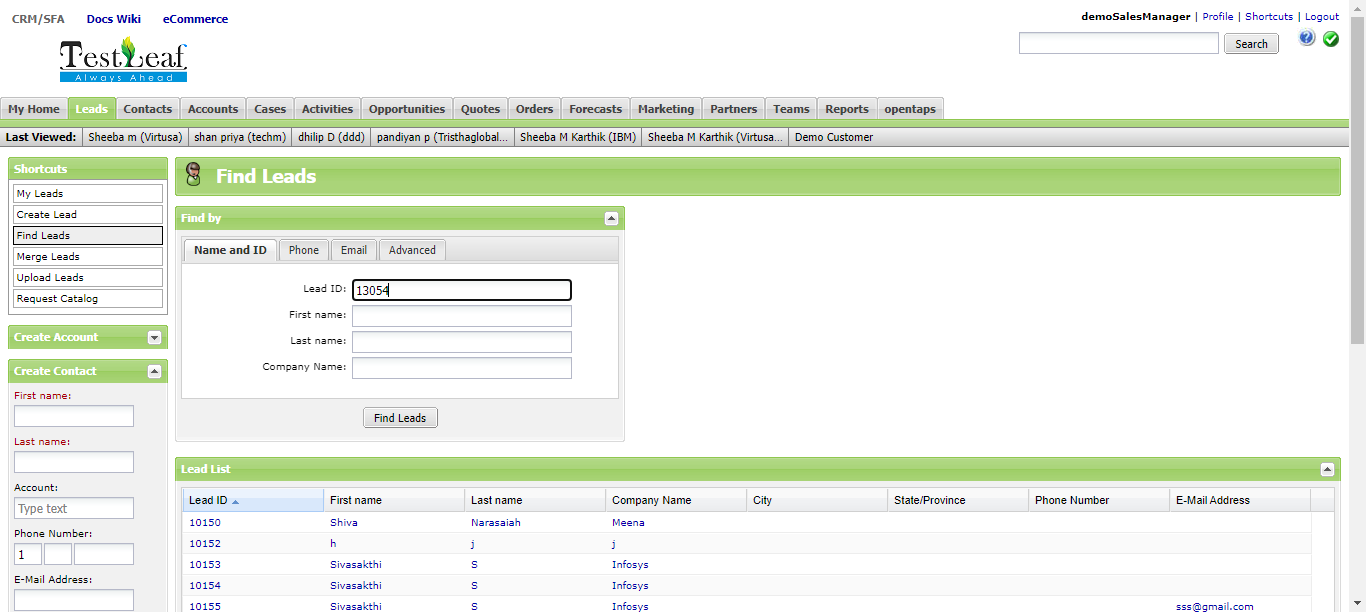 CRM/SFA Docs Wiki eCommerce
demoSalesManager | Profile | Shortcuts | Logout
TestLeaf
Always Ahead
Search
My Home Leads Contacts Accounts Cases Activities Opportunities Quotes Orders Forecasts Marketing Partners Teams Reports opentaps
Last Viewed: Sheeba m (Virtusa) shan priya (techm) dhilip D (ddd) pandiyan p (Tristhaglobal... Sheeba M Karthik (IBM) Sheeba M Karthik (Virtusa... Demo Customer
Shortcuts
My Leads
Create Lead
Find Leads
Merge Leads
Upload Leads
Request Catalog
Create Account
Create Contact
First name:
Last name:
Account:
Type text
Phone Number:
1
E-Mail Address:
Find Leads
Find by
Name and ID Phone Email Advanced
Lead ID: 13054
First name:
Last name:
Company Name:
Find Leads
Lead List
Lead ID First name Last name Company Name City State/Province Phone Number E-Mail Address
10150 Shiva Narasaiah Meena
10152 h j j
10153 Sivasakthi S Infosys
10154 Sivasakthi S Infosys
10155 Sivasakthi S Infosys sss@gmail.com